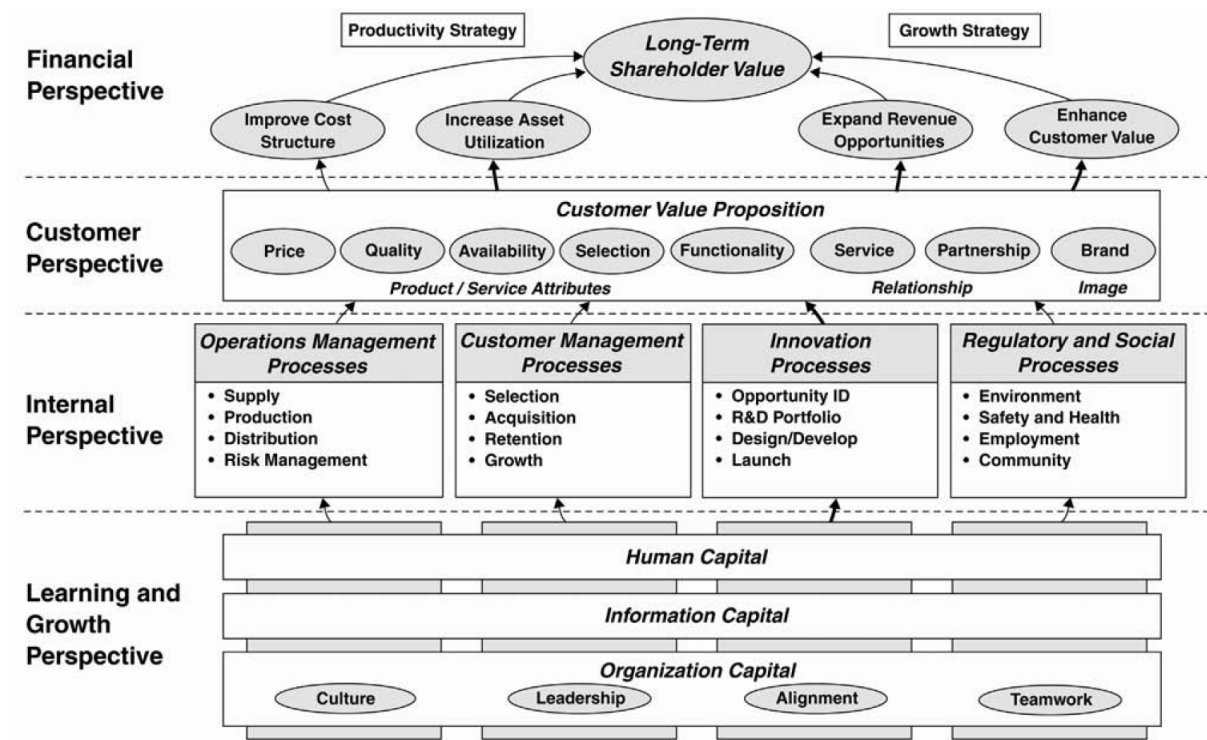 Financial
Perspective
Productivity Strategy
Long-Term
Shareholder Value
Growth Strategy
Improve Cost
Structure
Increase Asset
Utilization
Expand Revenue
Opportunities
Enhance
Customer Value
Customer
Perspective
Customer Value Proposition
Price
Quality
Availability
Selection
Functionality
Service
Partnership
Brand
Product / Service Attributes
Relationship
Image
Internal
Perspective
Operations Management
Processes
• Supply
• Production
• Distribution
• Risk Management
Customer Management
Processes
• Selection
• Acquisition
• Retention
• Growth
Innovation
Processes
• Opportunity ID
• R&D Portfolio
• Design/Develop
• Launch
Regulatory and Social
Processes
• Environment
• Safety and Health
• Employment
• Community
Learning and
Growth
Perspective
Human Capital
Information Capital
Organization Capital
Culture
Leadership
Alignment
Teamwork